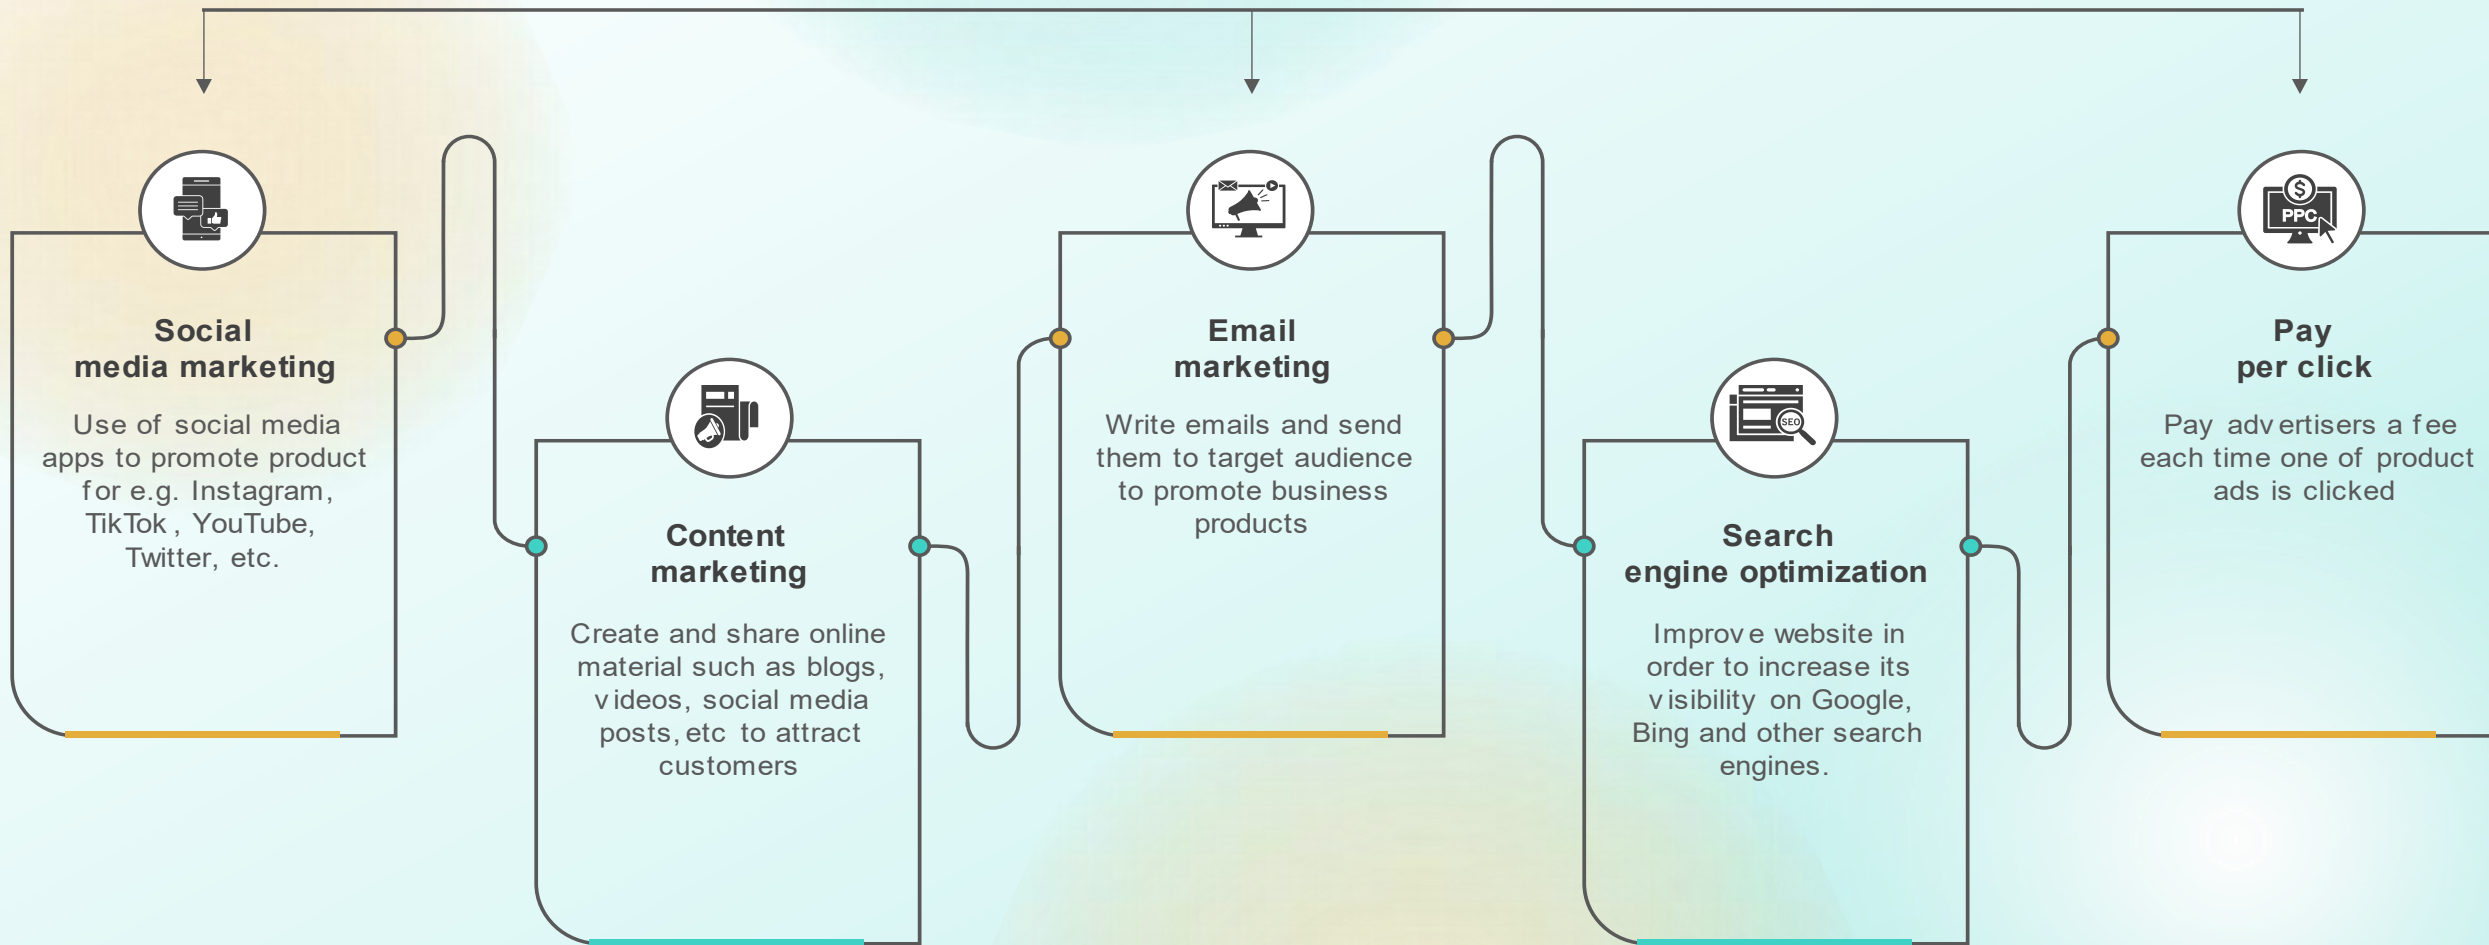 Social
media marketing
Use of social media
apps to promote product
for e.g. Instagram,
TikTok , YouTube,
Twitter, etc.
Content
marketing
Create and share online
material such as blogs,
videos, social media
posts, etc to attract
customers
Email
marketing
Write emails and send
them to target audience
to promote business
products
SEO
Search
engine optimization
Improve website in
order to increase its
visibility on Google,
Bing and other search
engines.
$
PPC
Pay
per click
Pay advertisers a fee
each time one of product
ads is clicked